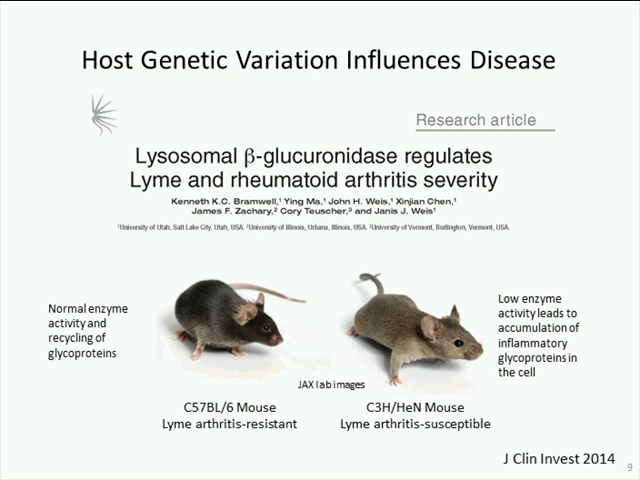 Host Genetic Variation Influences Disease
Research article
Lysosomal β-glucuronidase regulates
Lyme and rheumatoid arthritis severity
Kenneth K.C. Bramwell,¹ Ying Ma,¹ John H. Weis,¹ Xinjian Chen,¹
James F. Zachary,² Cory Teuscher,³ and Janis J. Weis¹
¹University of Utah, Salt Lake City, Utah, USA. ²University of Illinois, Urbana, Illinois, USA. ³University of Vermont, Burlington, Vermont, USA.
Normal enzyme
activity and
recycling of
glycoproteins
Low enzyme
activity leads to
accumulation of
inflammatory
glycoproteins in
the cell
JAX lab images
C57BL/6 Mouse
Lyme arthritis-resistant
C3H/HeN Mouse
Lyme arthritis-susceptible
J Clin Invest 2014
9